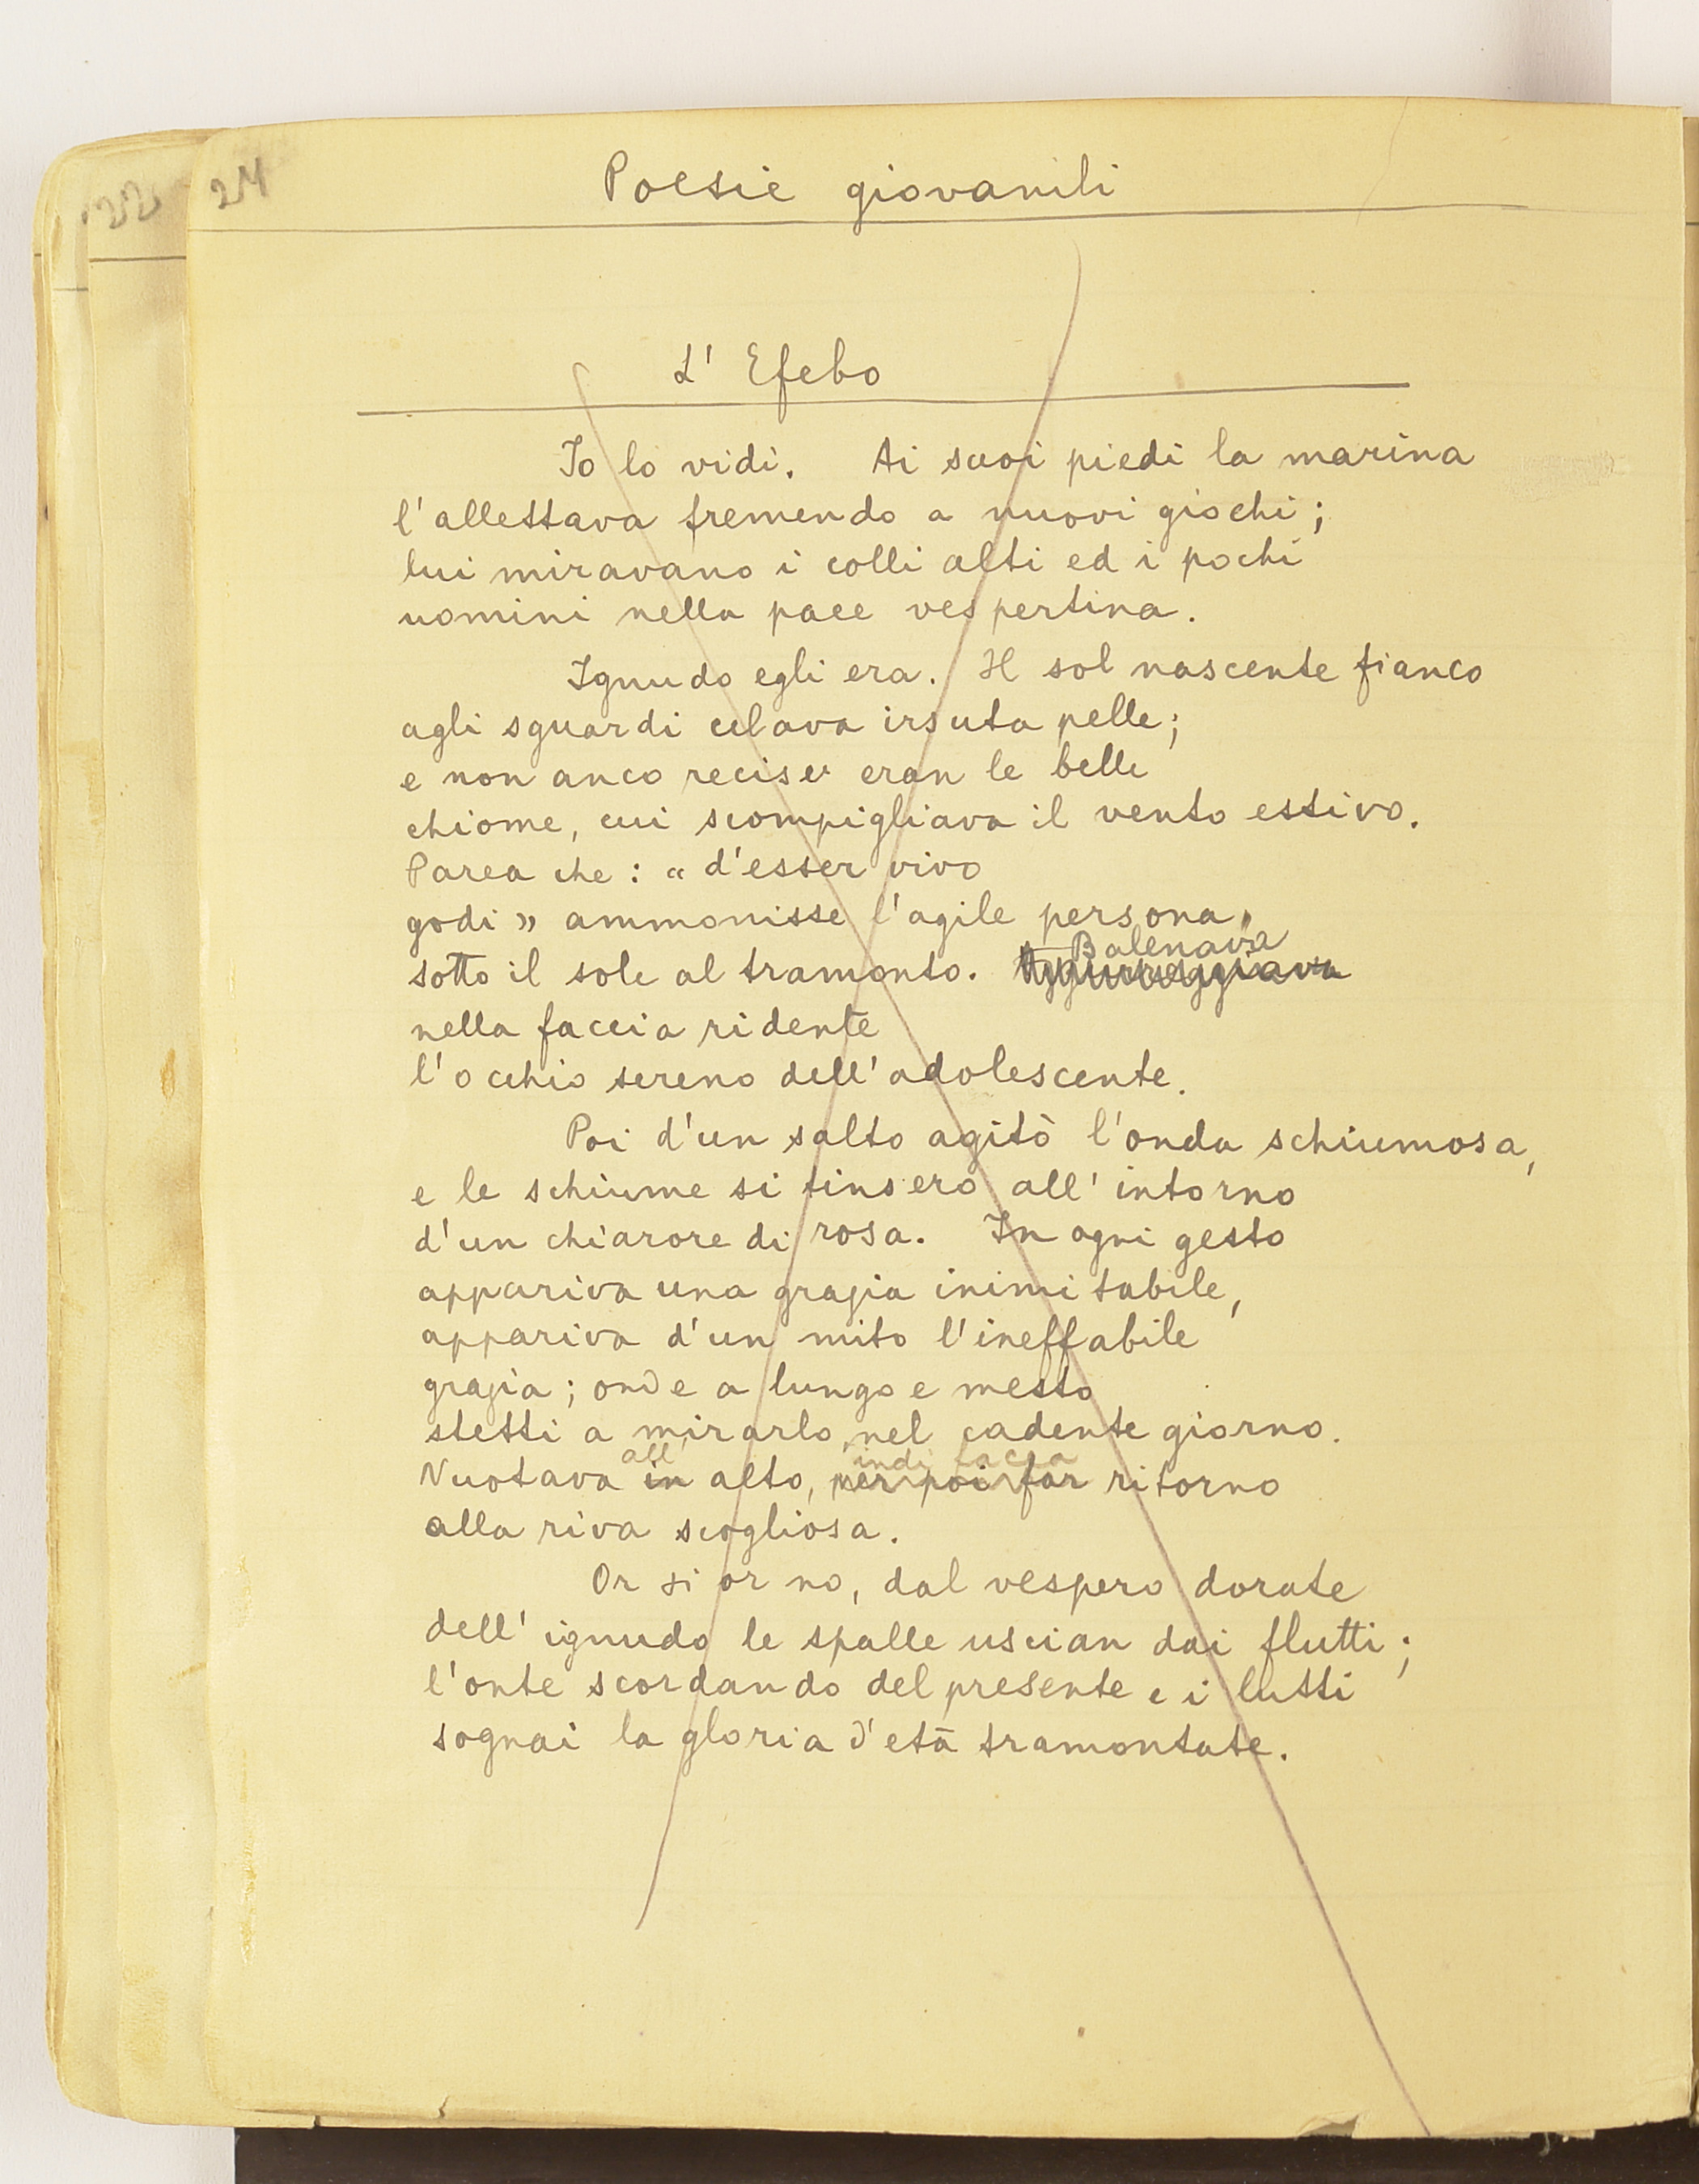 22 24
Poesie giovanili
L' Efebo
Io lo vidi. Ai suoi piedi la marina
l'allettava fremendo a nuovi giochi;
lui miravano i colli alti ed i pochi
uomini nella pace vespertina.
Ignudo egli era. Il sol nascente fianco
agli sguardi celava irsuta pelle;
e non anco recise eran le belle
chiome, cui scompigliava il vento estivo.
Parea che: « d'esser vivo
godi » ammonisse l'agile persona,
Balenava
sotto il sole al tramonto.
nella faccia ridente
l'occhio sereno dell'adolescente.
Poi d'un salto agitò l'onda schiumosa,
e le schiume si tinsero all'intorno
d'un chiarore di rosa. In ogni gesto
appariva una grazia inimitabile,
appariva d'un mito l'ineffabile
grazia; onde a lungo e mesto
stetti a mirarlo, nel cadente giorno.
all' indi facea
Nuotava in alto, per poi far ritorno
alla riva scogliosa.
Or sì or no, dal vespero dorate
dell'ignudo le spalle uscian dai flutti;
l'onte scordando del presente e i lutti
sognai la gloria d'età tramontate.